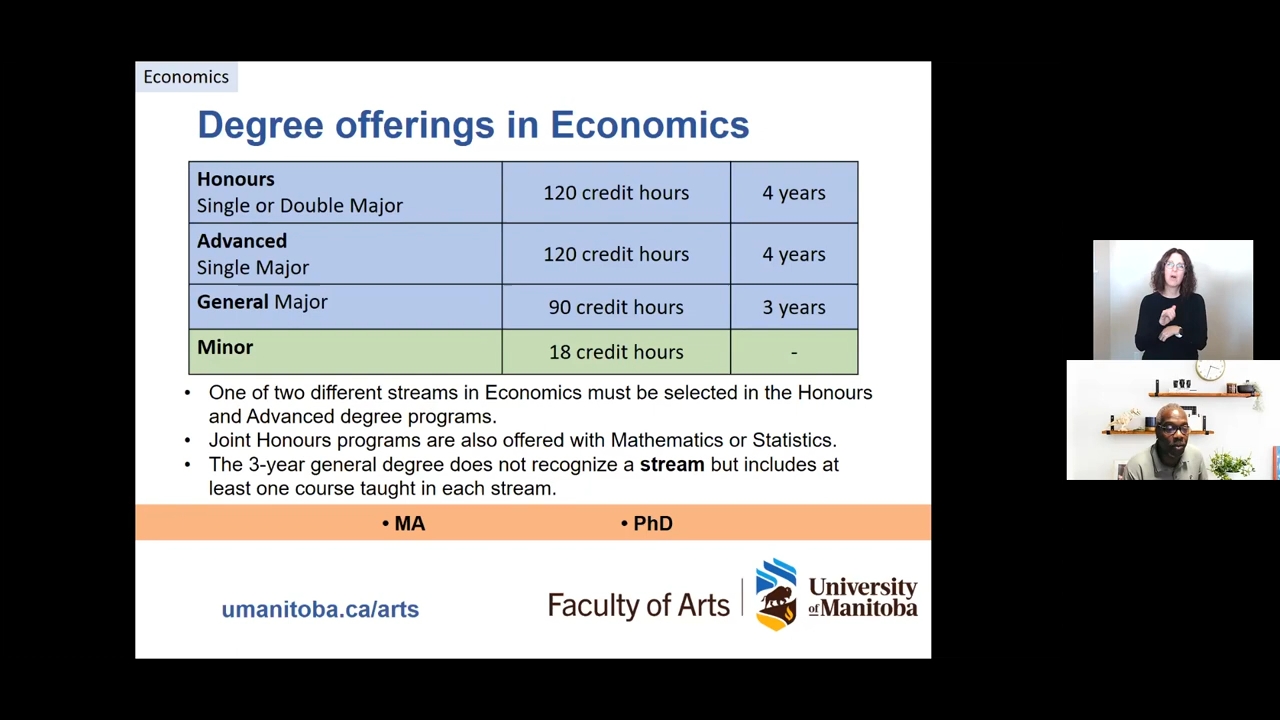 Economics
Degree offerings in Economics
Honours
Single or Double Major
120 credit hours
4 years
Advanced
Single Major
120 credit hours
4 years
General Major
90 credit hours
3 years
Minor
18 credit hours
-
• One of two different streams in Economics must be selected in the Honours
and Advanced degree programs.
• Joint Honours programs are also offered with Mathematics or Statistics.
• The 3-year general degree does not recognize a stream but includes at
least one course taught in each stream.
• MA
• PhD
umanitoba.ca/arts
Faculty of Arts
University
of Manitoba